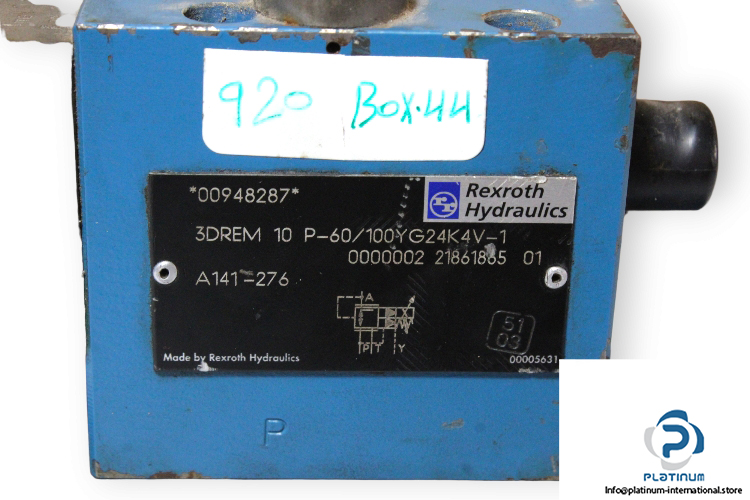 920 BOX.44
*00948287*
Rexroth
Hydraulics
3DREM 10 P-60/100YG24K4V-1
0000002 21861865 01
A141-276
A
P Y Y
51
03
Made by Rexroth Hydraulics
00005631
P
PLATINUM
INTERNATIONAL
Info@platinum-international.store